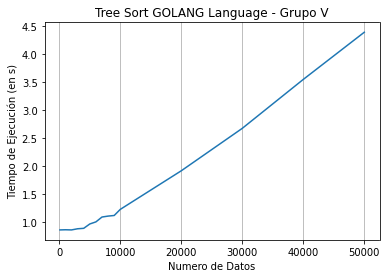 Tree Sort GOLANG Language - Grupo V
Tiempo de Ejecución (en s)
4.5
4.0
3.5
3.0
2.5
2.0
1.5
1.0
0 10000 20000 30000 40000 50000
Numero de Datos